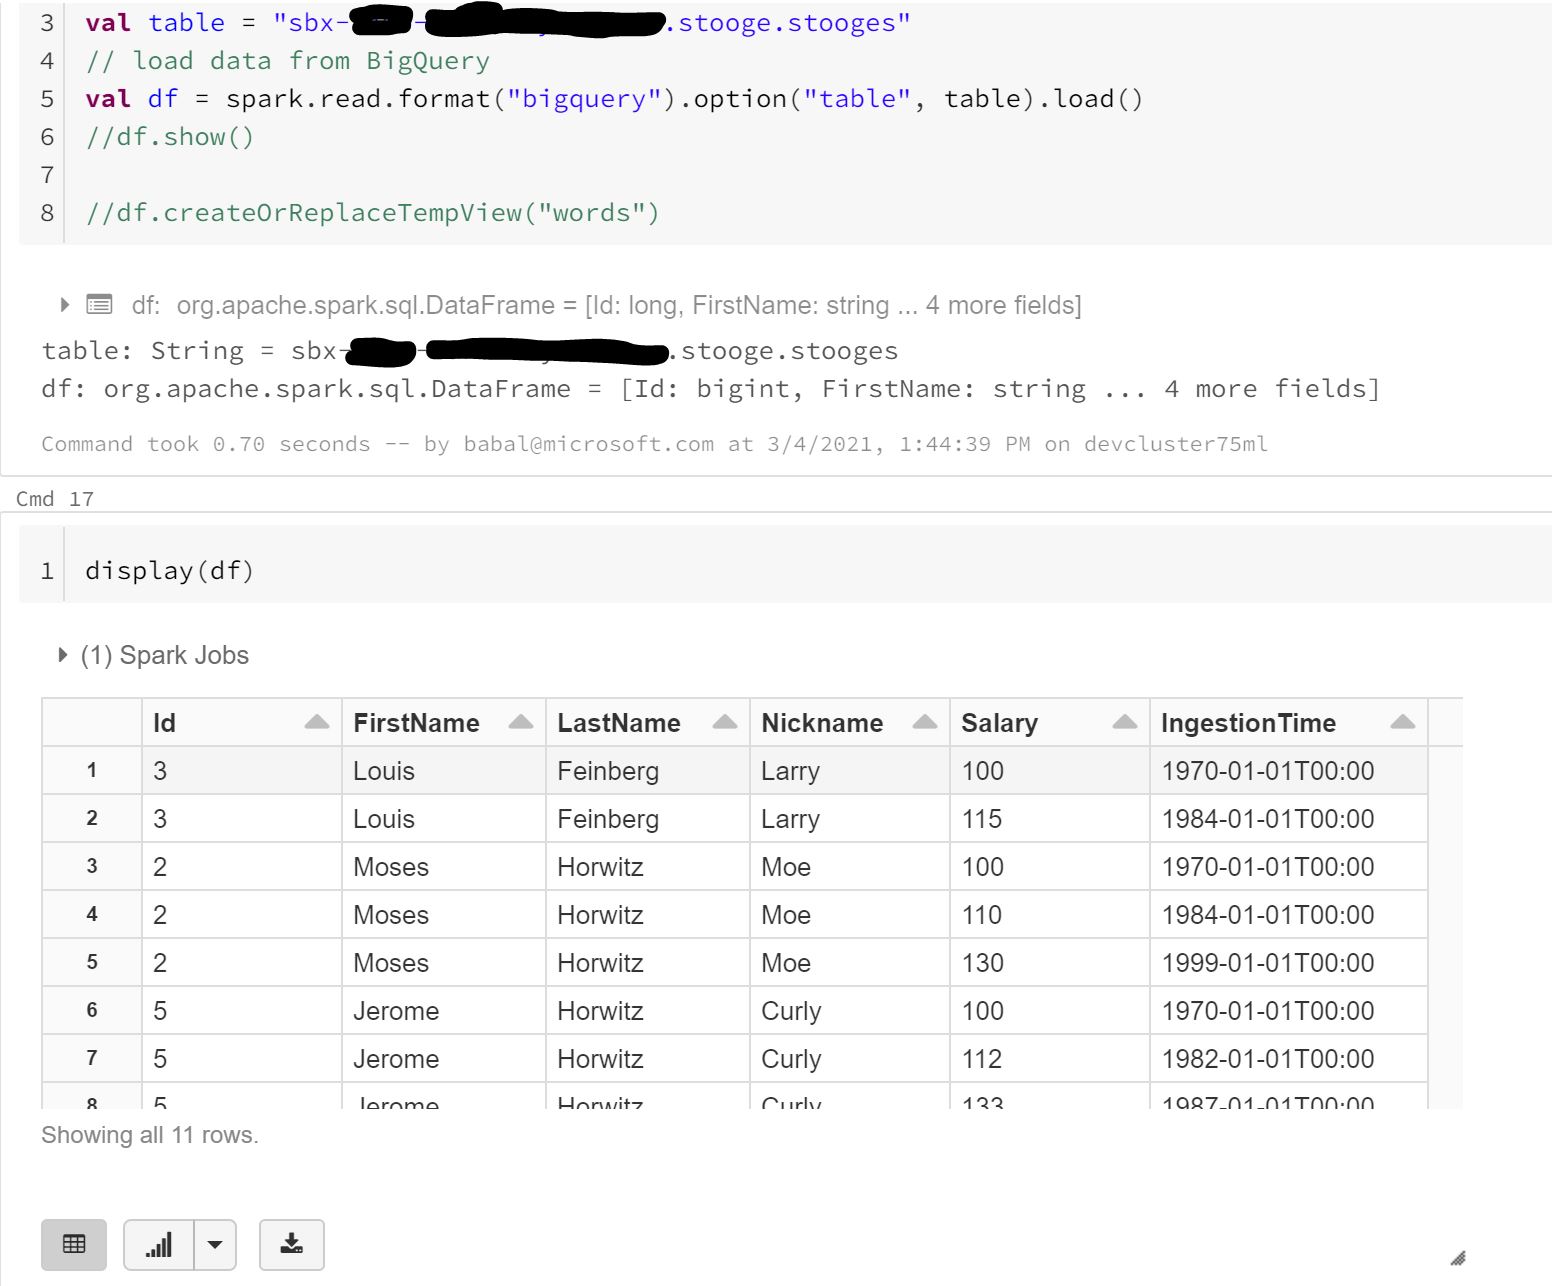 3 val table = "sbx- - .stooge.stooges"
4 // load data from BigQuery
5 val df = spark.read.format("bigquery").option("table", table).load()
6 //df.show()
7
8 //df.createOrReplaceTempView("words")
df: org.apache.spark.sql.DataFrame = [Id: long, FirstName: string ... 4 more fields]
table: String = sbx- - .stooge.stooges
df: org.apache.spark.sql.DataFrame = [Id: bigint, FirstName: string ... 4 more fields]
Command took 0.70 seconds -- by babal@microsoft.com at 3/4/2021, 1:44:39 PM on devcluster75ml
Cmd 17
1 display(df)
(1) Spark Jobs
Id FirstName LastName Nickname Salary IngestionTime
1 3 Louis Feinberg Larry 100 1970-01-01T00:00
2 3 Louis Feinberg Larry 115 1984-01-01T00:00
3 2 Moses Horwitz Moe 100 1970-01-01T00:00
4 2 Moses Horwitz Moe 110 1984-01-01T00:00
5 2 Moses Horwitz Moe 130 1999-01-01T00:00
6 5 Jerome Horwitz Curly 100 1970-01-01T00:00
7 5 Jerome Horwitz Curly 112 1982-01-01T00:00
8 5 Jerome Horwitz Curly 133 1987-01-01T00:00
Showing all 11 rows.